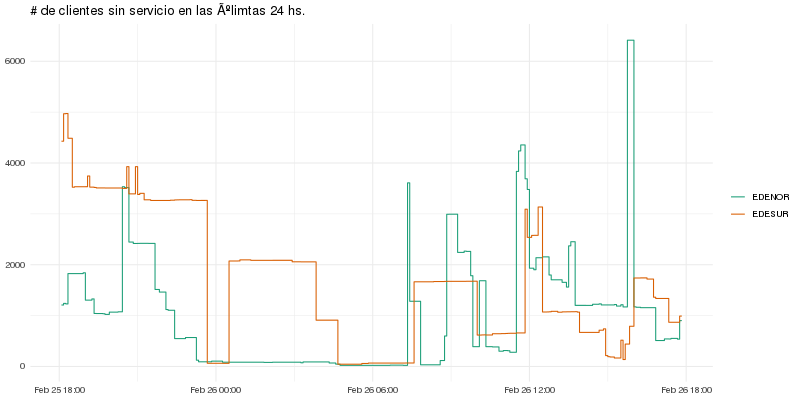 # de clientes sin servicio en las Ãºlimtas 24 hs.
6000
4000
2000
0
Feb 25 18:00
Feb 26 00:00
Feb 26 06:00
Feb 26 12:00
Feb 26 18:00
EDENOR
EDESUR